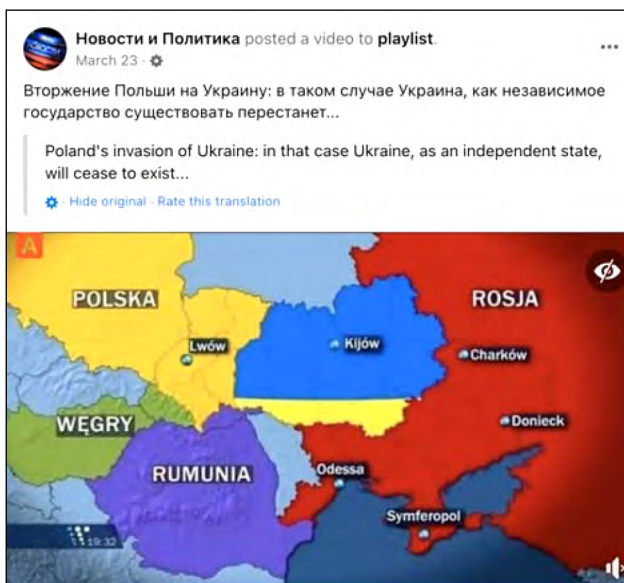 Новости и Политика posted a video to playlist.
March 23
Вторжение Польши на Украину: в таком случае Украина, как независимое
государство существовать перестанет...
Poland's invasion of Ukraine: in that case Ukraine, as an independent state,
will cease to exist...
Hide original · Rate this translation
A
POLSKA
ROSJA
Lwów
Kijów
Charków
WĘGRY
Donieck
RUMUNIA
Odessa
Symferopol
19:32